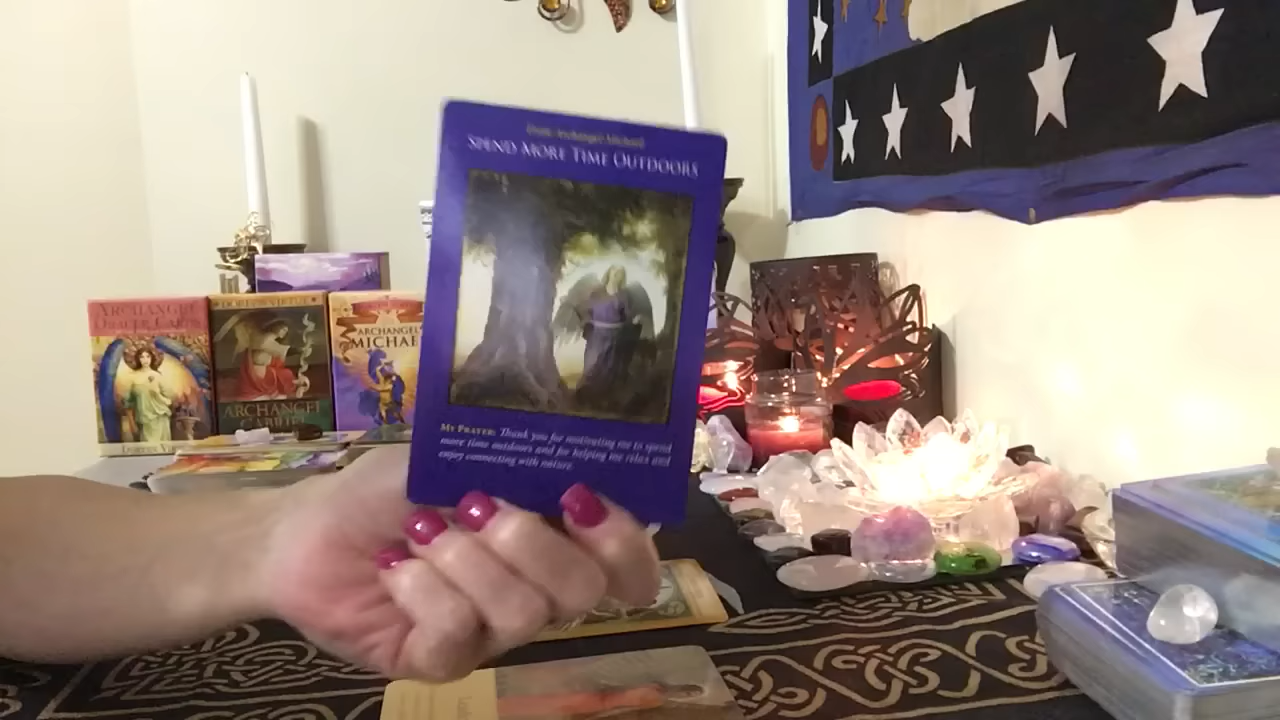 From Archangel Michael
SPEND MORE TIME OUTDOORS
MY PRAYER: Thank you for motivating me to spend
more time outdoors and for helping me relax and
enjoy connecting with nature.
ARCHANGEL
ORACLE CARDS
DOREEN VIRTUE
ARCHANGEL
GABRIEL
ARCHANGEL
MICHAEL